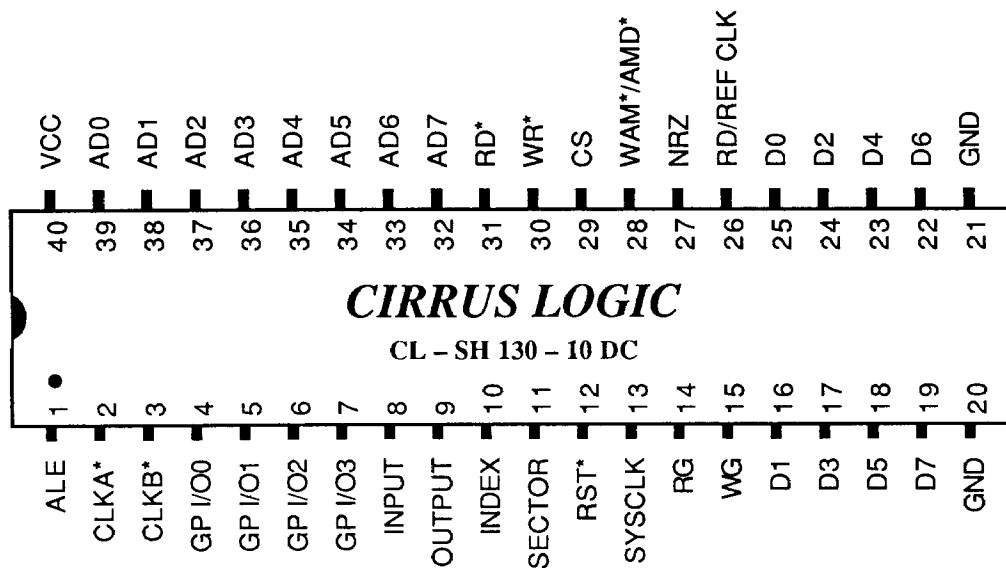 VCC AD0 AD1 AD2 AD3 AD4 AD5 AD6 AD7 RD* WR* CS WAM*/AMD* NRZ RD/REF CLK D0 D2 D4 D6 GND
40 39 38 37 36 35 34 33 32 31 30 29 28 27 26 25 24 23 22 21
CIRRUS LOGIC
CL – SH 130 – 10 DC
1 2 3 4 5 6 7 8 9 10 11 12 13 14 15 16 17 18 19 20
ALE CLKA* CLKB* GP I/O0 GP I/O1 GP I/O2 GP I/O3 INPUT OUTPUT INDEX SECTOR RST* SYSCLK RG WG D1 D3 D5 D7 GND